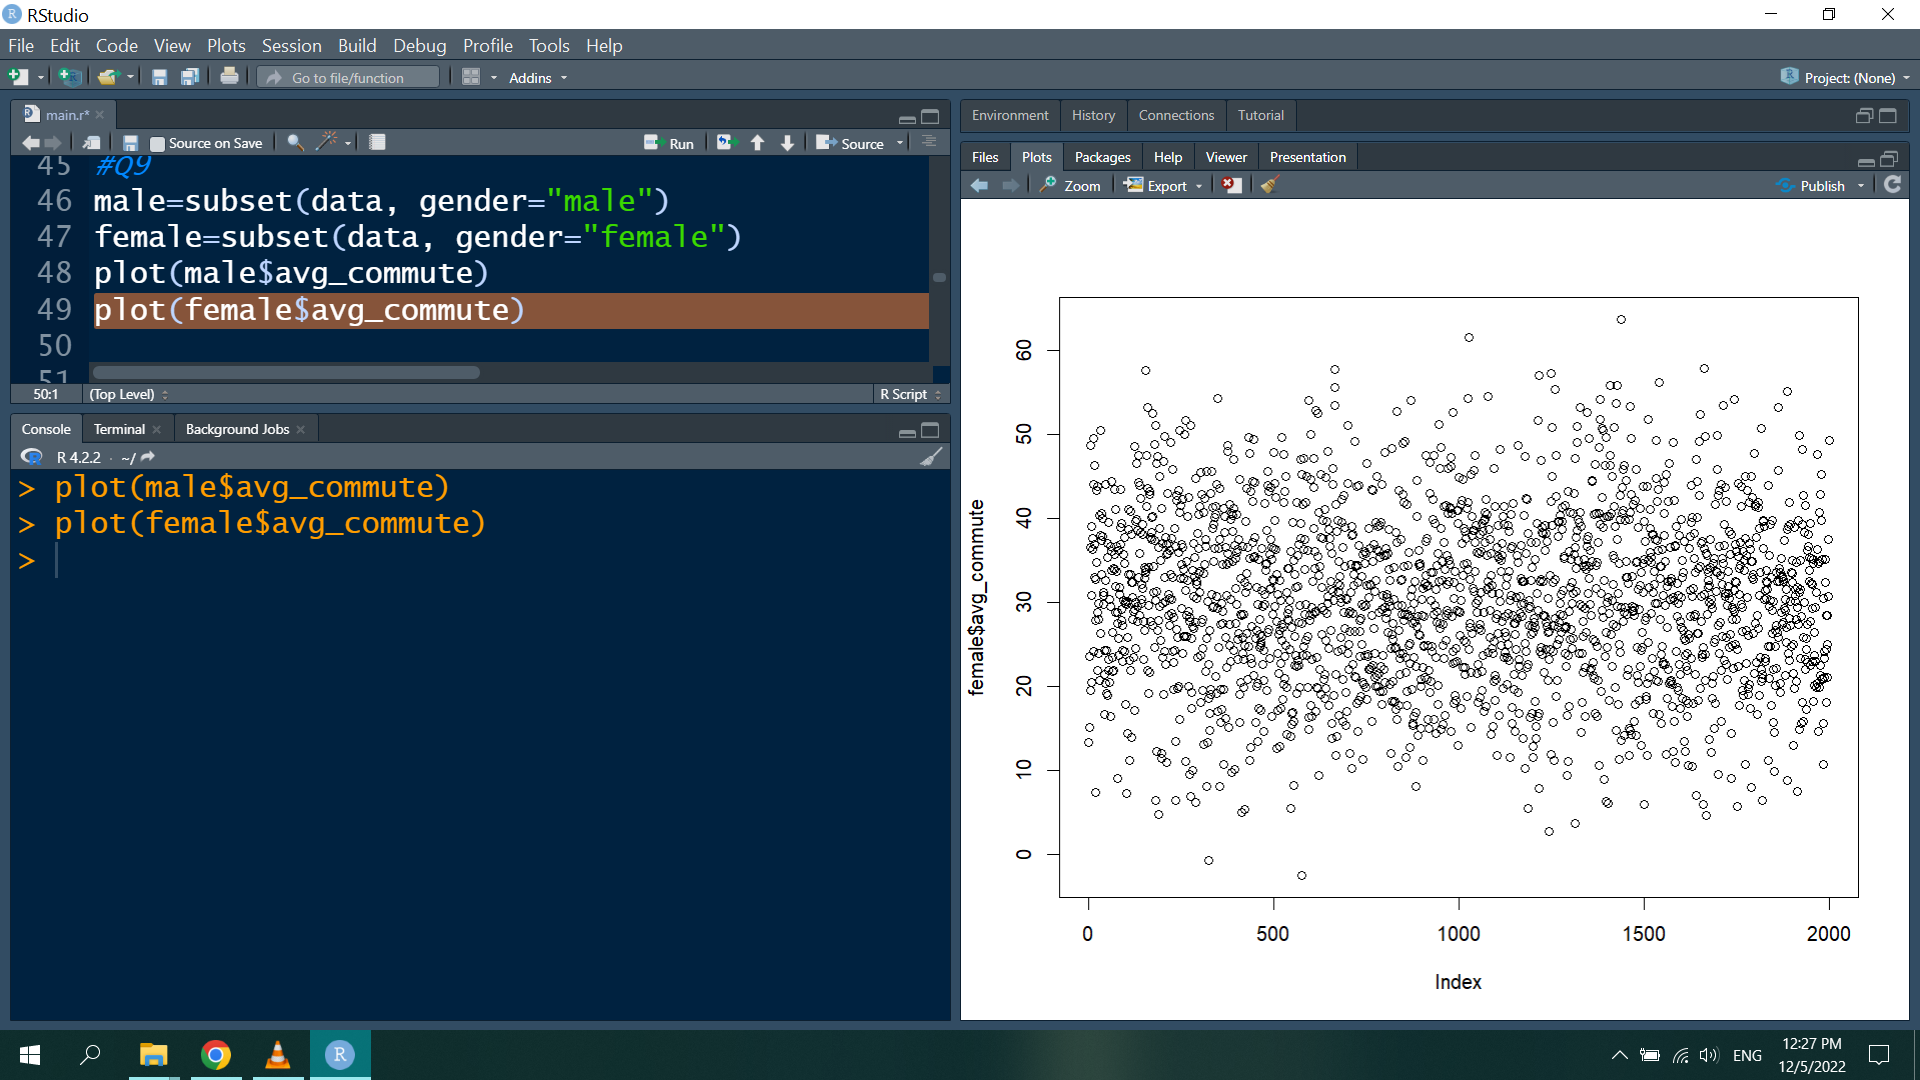 RStudio
File Edit Code View Plots Session Build Debug Profile Tools Help
Go to file/function Addins Project: (None)
main.r*
Source on Save Run Source
45 #Q9
46 male=subset(data, gender="male")
47 female=subset(data, gender="female")
48 plot(male$avg_commute)
49 plot(female$avg_commute)
50
51
50:1 (Top Level) R Script
Console Terminal Background Jobs
R 4.2.2 · ~/
> plot(male$avg_commute)
> plot(female$avg_commute)
>
Environment History Connections Tutorial
Files Plots Packages Help Viewer Presentation
Zoom Export Publish
female$avg_commute
60
50
40
30
20
10
0
0 500 1000 1500 2000
Index
ENG
12:27 PM
12/5/2022